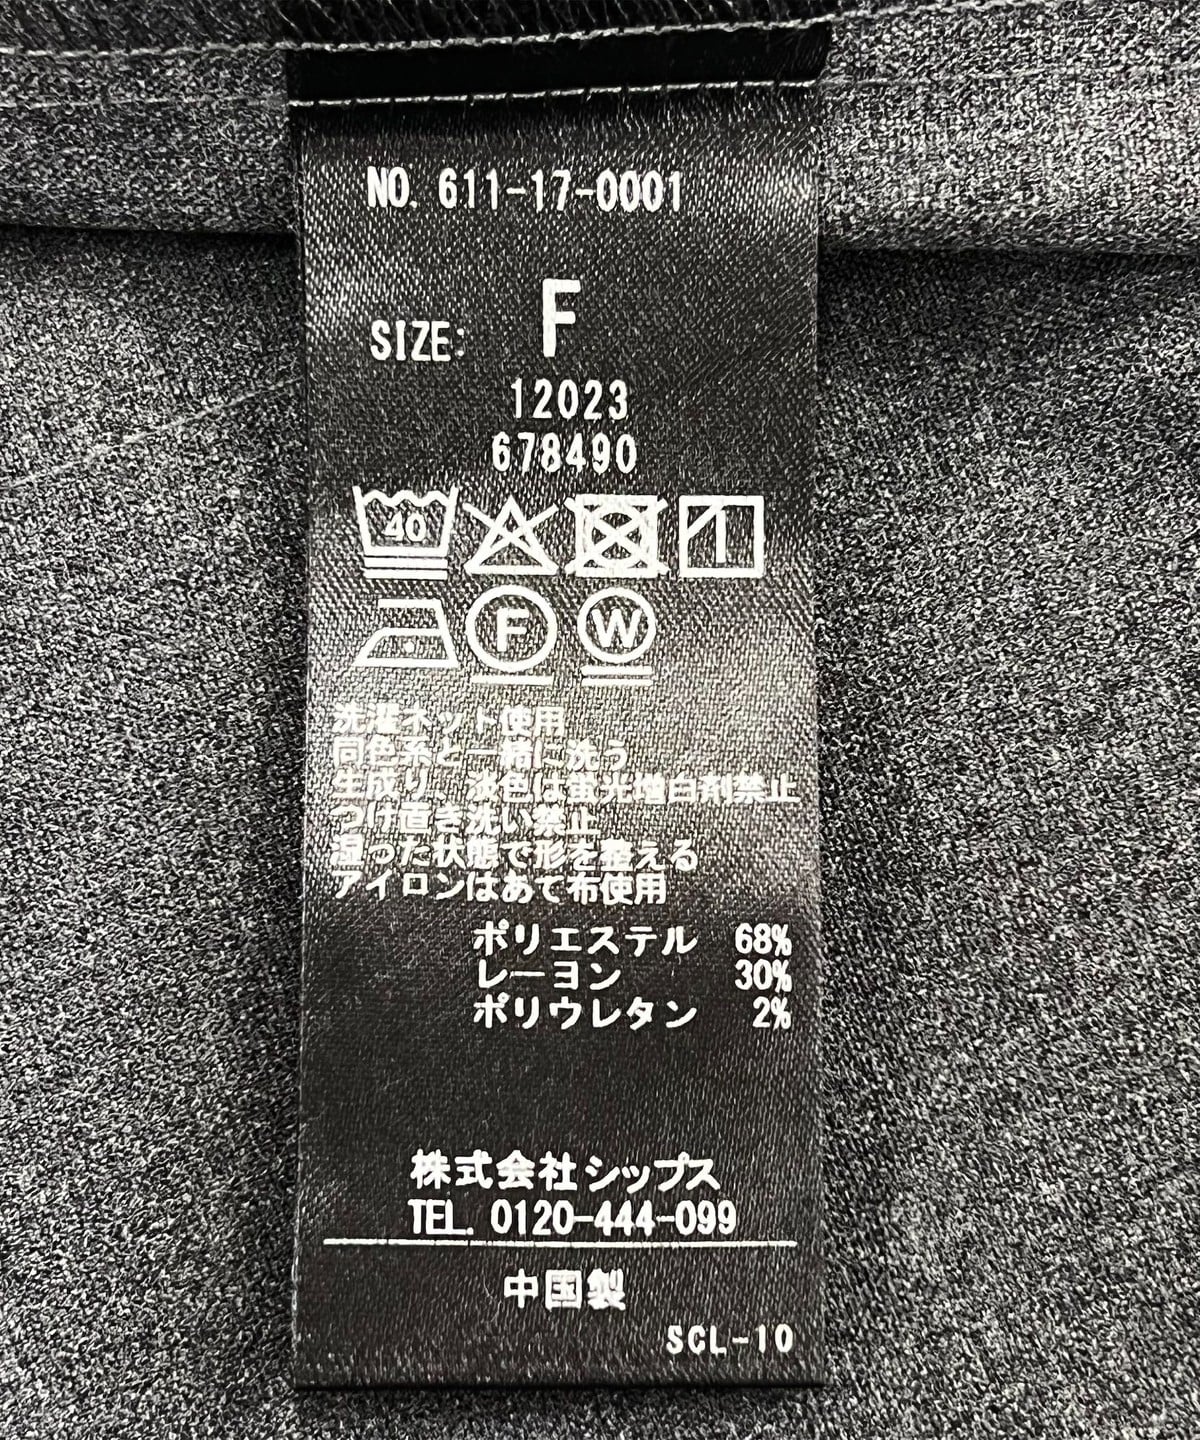 NO. 611-17-0001
SIZE: F
12023
678490
40
F W
洗濯ネット使用
同色系と一緒に洗う
生成り、淡色は蛍光増白剤禁止
つけ置き洗い禁止
湿った状態で形を整える
アイロンはあて布使用
ポリエステル 68%
レーヨン 30%
ポリウレタン 2%
株式会社シップス
TEL. 0120-444-099
中国製
SCL-10